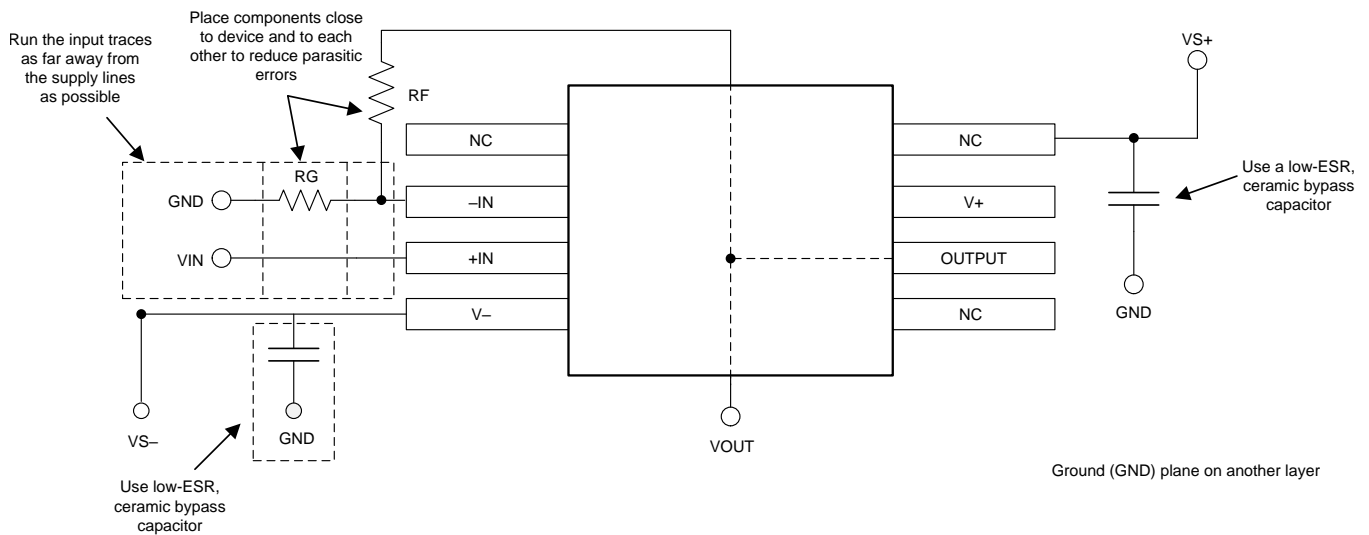 Place components close
to device and to each
other to reduce parasitic
errors
Run the input traces
as far away from
the supply lines
as possible
VS+
RF
NC
NC
RG
Use a low-ESR,
ceramic bypass
capacitor
GND
–IN
V+
VIN
+IN
OUTPUT
V–
NC
GND
VS–
GND
VOUT
Use low-ESR,
ceramic bypass
capacitor
Ground (GND) plane on another layer